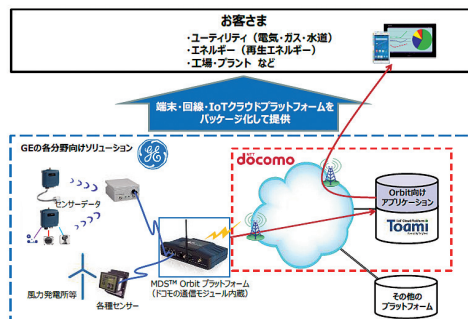 お客さま
・ユーティリティ（電気・ガス・水道）
・エネルギー（再生エネルギー）
・工場・プラント など
端末・回線・IoTクラウドプラットフォームを
パッケージ化して提供
GEの各分野向けソリューション
döcomo
センサーデータ
Orbit向け
アプリケーション
Toami
MDS™ Orbit プラットフォーム
（ドコモの通信モジュール内蔵）
風力発電所等
各種センサー
その他の
プラットフォーム